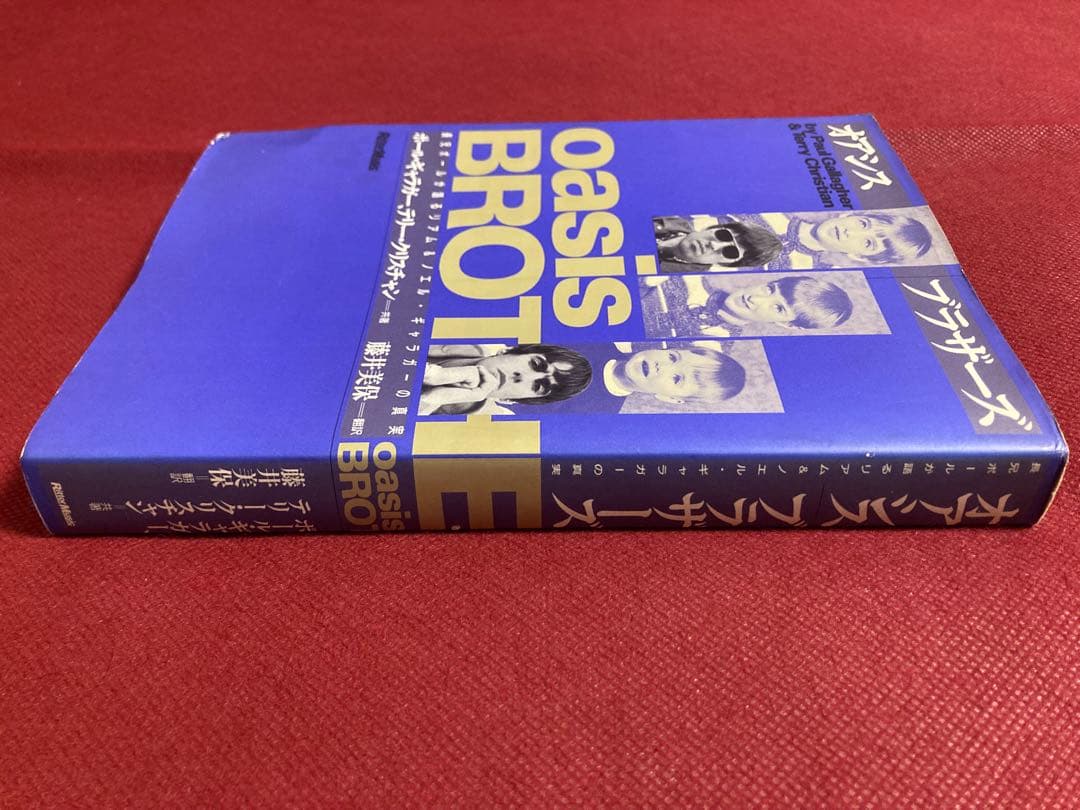 オアシス
ブラザーズ
by Paul Gallagher
& Terry Christian
oasis
BROTHE
長兄ポールが語るリアム&ノエル・ギャラガーの真実
ポール・ギャラガー、テリー・クリスチャン=共著
藤井美保=翻訳
RittorMusic
長兄ポールが語るリアム&ノエル・ギャラガーの真実
オアシス ブラザーズ
oasis
BRO
ポール・ギャラガー、
テリー・クリスチャン=共著
藤井美保=翻訳
RittorMusic